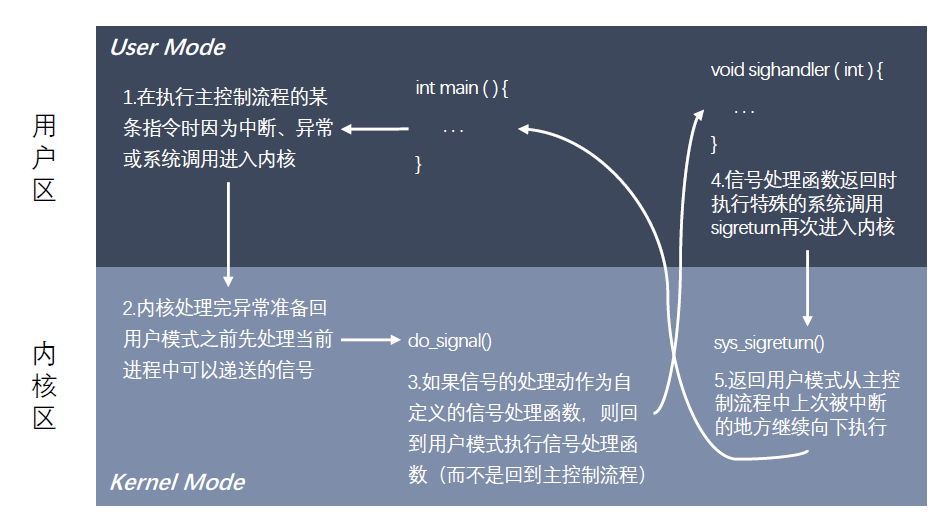 User Mode
用
户
区
1.在执行主控制流程的某
条指令时因为中断、异常
或系统调用进入内核
int main ( ) {
...
}
void sighandler ( int ) {
...
}
4.信号处理函数返回时
执行特殊的系统调用
sigreturn再次进入内核
内
核
区
2.内核处理完异常准备回
用户模式之前先处理当前
进程中可以递送的信号
do_signal()
3.如果信号的处理动作为自
定义的信号处理函数，则回
到用户模式执行信号处理函
数（而不是回到主控制流程）
sys_sigreturn()
5.返回用户模式从主控
制流程中上次被中断
的地方继续向下执行
Kernel Mode